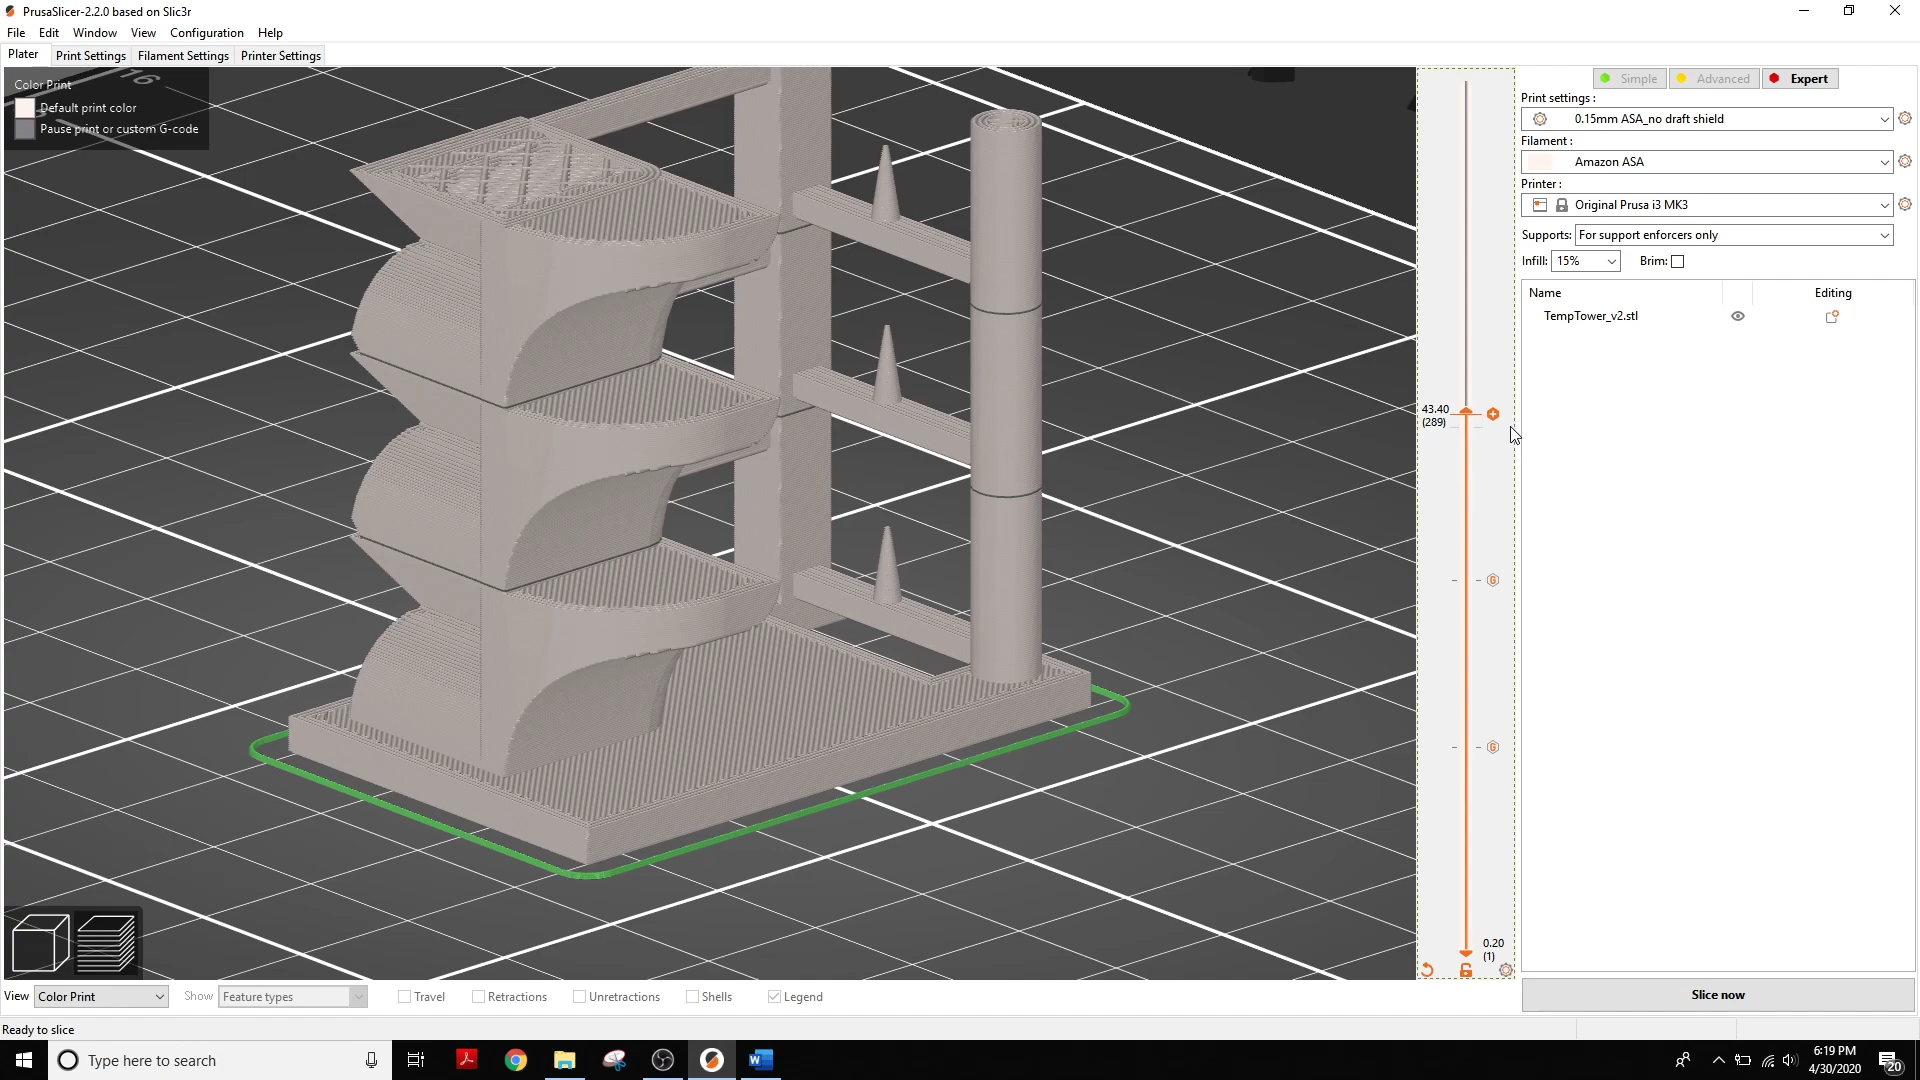 PrusaSlicer-2.2.0 based on Slic3r
File Edit Window View Configuration Help
Plater Print Settings Filament Settings Printer Settings
Color Print
Default print color
Pause print or custom G-code
16
Simple Advanced Expert
Print settings :
0.15mm ASA_no draft shield
Filament :
Amazon ASA
Printer :
Original Prusa i3 MK3
Supports: For support enforcers only
Infill: 15% Brim:
Name Editing
TempTower_v2.stl
43.40
(289)
G
G
0.20
(1)
View Color Print Show Feature types Travel Retractions Unretractions Shells Legend
Slice now
Ready to slice
Type here to search
W
6:19 PM
4/30/2020
20